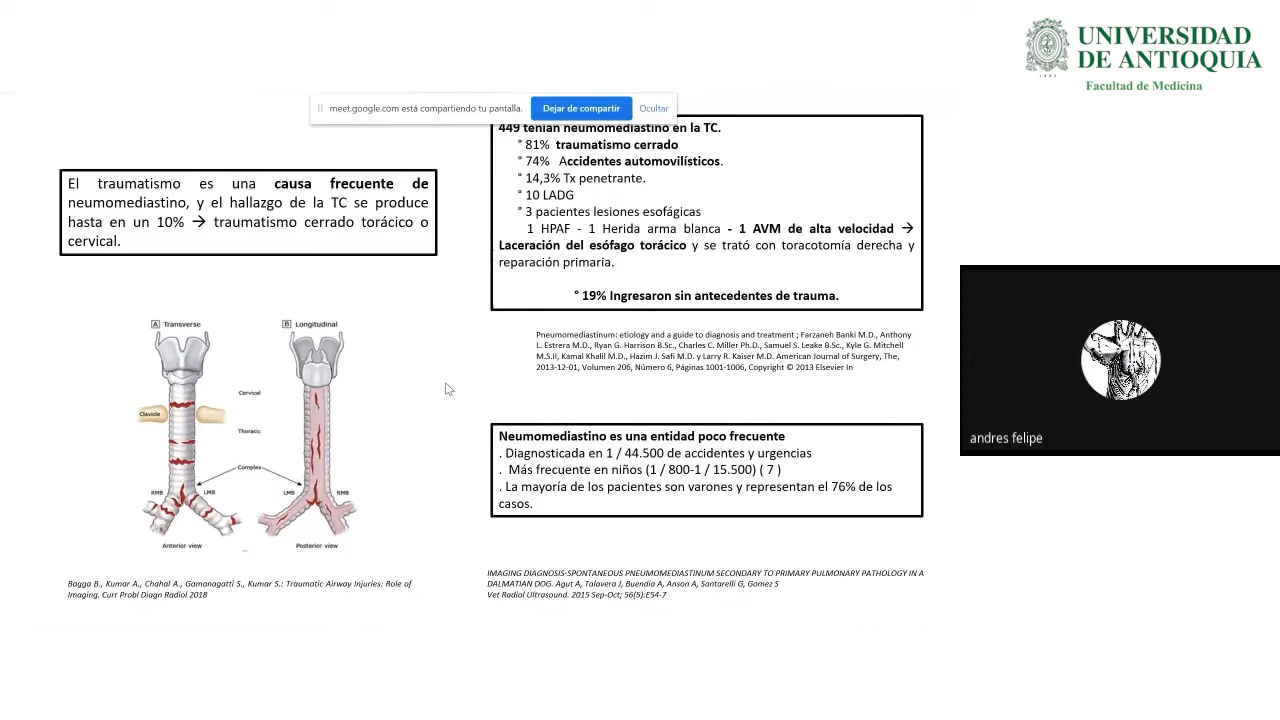 UNIVERSIDAD
DE ANTIOQUIA
1803
Facultad de Medicina
meet.google.com está compartiendo tu pantalla.
Dejar de compartir
Ocultar
El traumatismo es una causa frecuente de
neumomediastino, y el hallazgo de la TC se produce
hasta en un 10% → traumatismo cerrado torácico o
cervical.
A Transverse
B Longitudinal
Cervical
Clavicle
Thoracic
Complex
RMB
LMB
LMB
RMB
Anterior view
Posterior view
Bagga B., Kumar A., Chahal A., Gamanagatti S., Kumar S.: Traumatic Airway Injuries: Role of
Imaging. Curr Probl Diagn Radiol 2018
449 tenían neumomediastino en la TC.
° 81% traumatismo cerrado
° 74% Accidentes automovilísticos.
° 14,3% Tx penetrante.
° 10 LADG
° 3 pacientes lesiones esofágicas
1 HPAF - 1 Herida arma blanca - 1 AVM de alta velocidad →
Laceración del esófago torácico y se trató con toracotomía derecha y
reparación primaria.
° 19% Ingresaron sin antecedentes de trauma.
Pneumomediastinum: etiology and a guide to diagnosis and treatment ; Farzaneh Banki M.D., Anthony
L. Estrera M.D., Ryan G. Harrison B.Sc., Charles C. Miller Ph.D., Samuel S. Leake B.Sc., Kyle G. Mitchell
M.S.II, Kamal Khalil M.D., Hazim J. Safi M.D. y Larry R. Kaiser M.D. American Journal of Surgery, The,
2013-12-01, Volumen 206, Número 6, Páginas 1001-1006, Copyright © 2013 Elsevier In
Neumomediastino es una entidad poco frecuente
. Diagnosticada en 1 / 44.500 de accidentes y urgencias
. Más frecuente en niños (1 / 800-1 / 15.500) ( 7 )
. La mayoría de los pacientes son varones y representan el 76% de los
casos.
IMAGING DIAGNOSIS-SPONTANEOUS PNEUMOMEDIASTINUM SECONDARY TO PRIMARY PULMONARY PATHOLOGY IN A
DALMATIAN DOG. Agut A, Talavera J, Buendia A, Anson A, Santarelli G, Gomez S
Vet Radiol Ultrasound. 2015 Sep-Oct; 56(5):E54-7
andres felipe